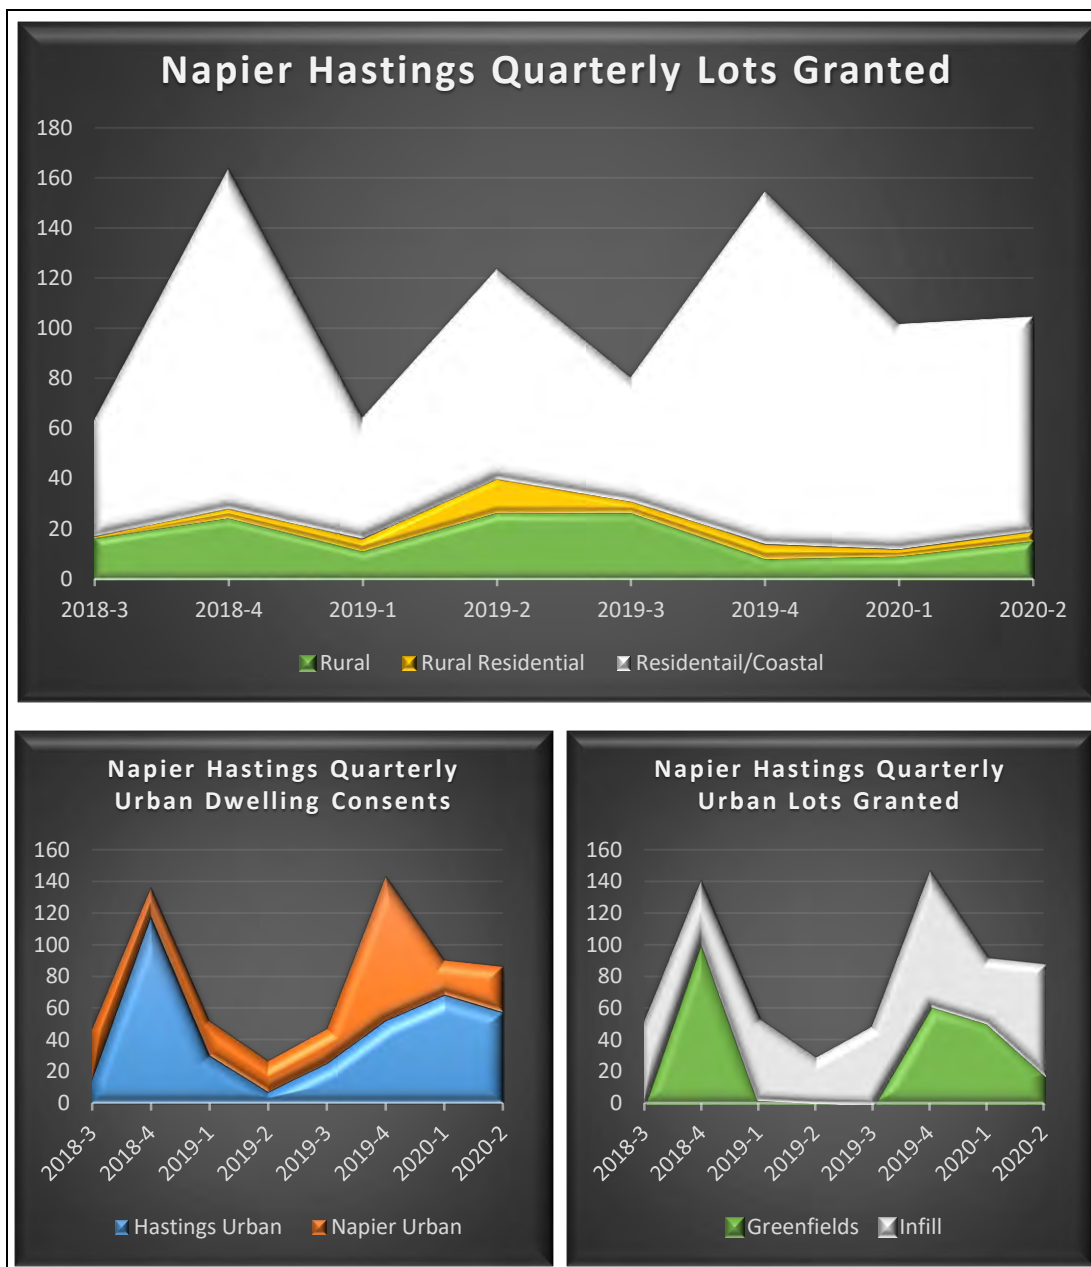 Napier Hastings Quarterly Lots Granted
180
160
140
120
100
80
60
40
20
0
2018-3 2018-4 2019-1 2019-2 2019-3 2019-4 2020-1 2020-2
Rural Rural Residential Residentail/Coastal
Napier Hastings Quarterly
Urban Dwelling Consents
160
140
120
100
80
60
40
20
0
2018-3 2018-4 2019-1 2019-2 2019-3 2019-4 2020-1 2020-2
Hastings Urban Napier Urban
Napier Hastings Quarterly
Urban Lots Granted
160
140
120
100
80
60
40
20
0
2018-3 2018-4 2019-1 2019-2 2019-3 2019-4 2020-1 2020-2
Greenfields Infill